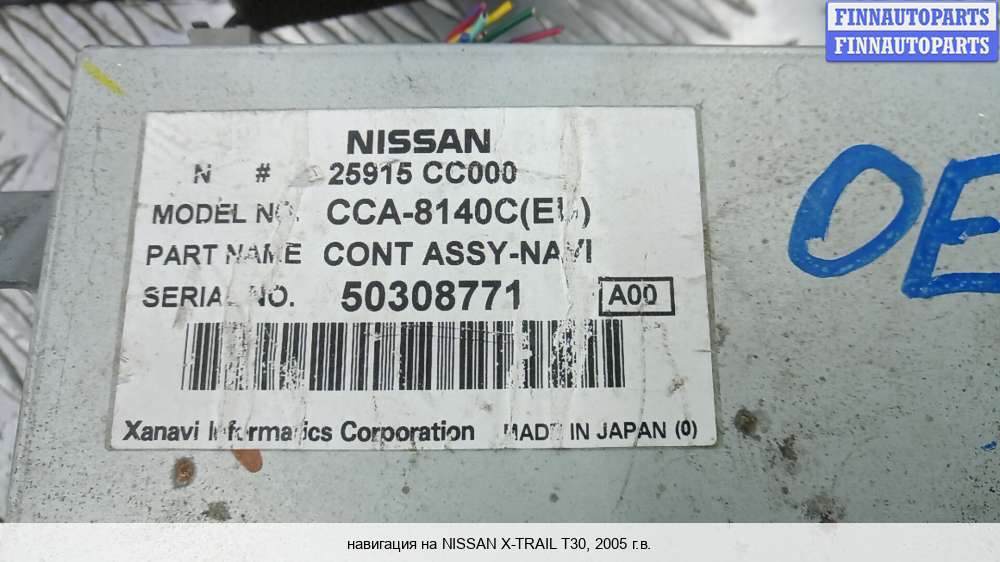 FINNAUTOPARTS
FINNAUTOPARTS
NISSAN
N # 25915 CC000
MODEL NO. CCA-8140C(EU)
PART NAME CONT ASSY-NAVI
SERIAL NO. 50308771 A00
Xanavi Informatics Corporation MADE IN JAPAN (0)
OE
навигация на NISSAN X-TRAIL T30, 2005 г.в.